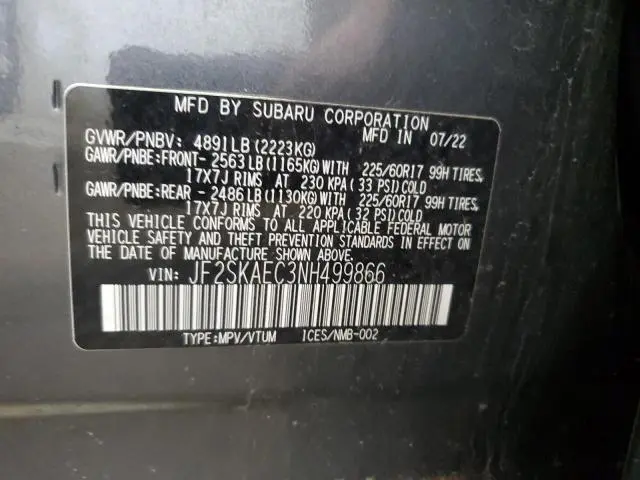 MFD BY SUBARU CORPORATION
GVWR/PNBV: 4891LB(2223KG) MFD IN 07/22
GAWR/PNBE:FRONT- 2563LB(1165KG)WITH 225/60R17 99H TIRES,
17X7J RIMS AT 230 KPA(33 PSI)COLD
GAWR/PNBE:REAR - 2486LB(1130KG)WITH 225/60R17 99H TIRES,
17X7J RIMS AT 220 KPA(32 PSI)COLD
THIS VEHICLE CONFORMS TO ALL APPLICABLE FEDERAL MOTOR
VEHICLE SAFETY AND THEFT PREVENTION STANDARDS IN EFFECT ON
THE DATE OF MANUFACTURE SHOWN ABOVE.
VIN: JF2SKAEC3NH499866
TYPE:MPV/VTUM ICES/NMB-002